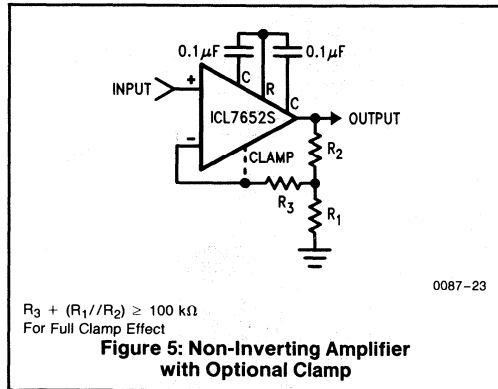 0.1μF 0.1μF
C
R
C
INPUT + ICL7652S OUTPUT
-
CLAMP
R2
R3
R1
0087–23
R3 + (R1//R2) ≥ 100 kΩ
For Full Clamp Effect
Figure 5: Non-Inverting Amplifier
with Optional Clamp